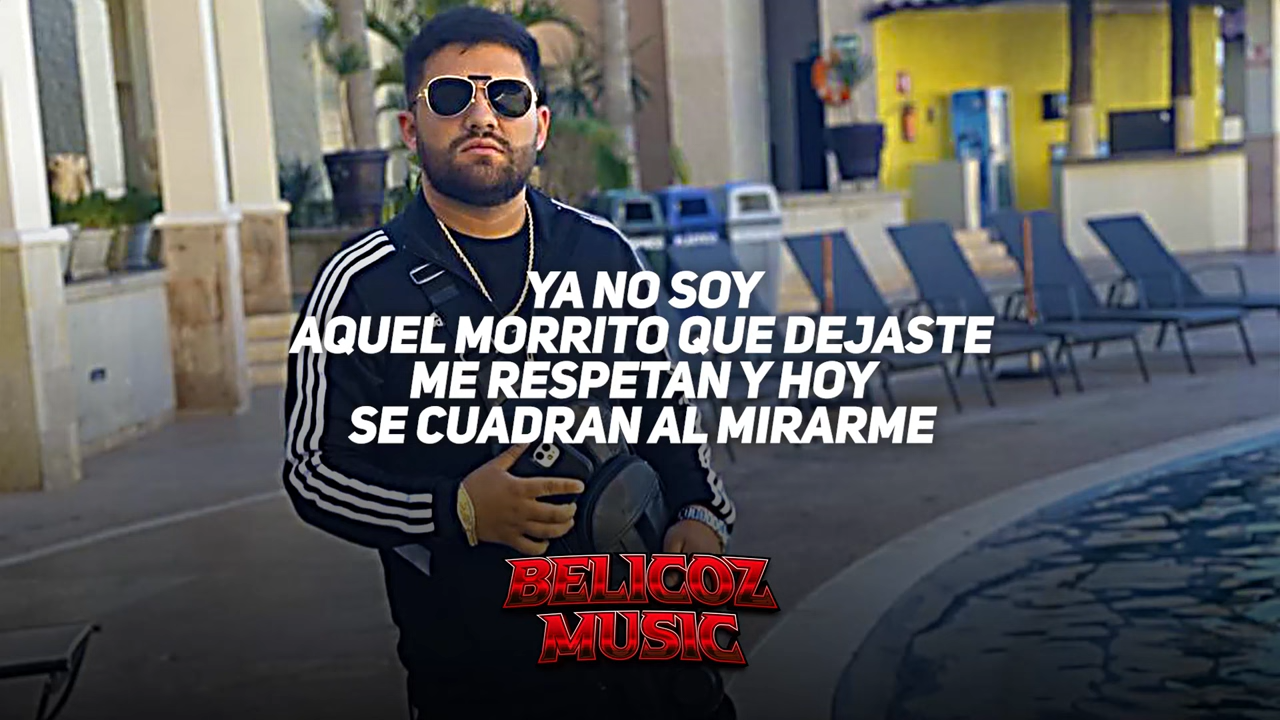 YA NO SOY
AQUEL MORRITO QUE DEJASTE
ME RESPETAN Y HOY
SE CUADRAN AL MIRARME
BELICOZ
MUSIC